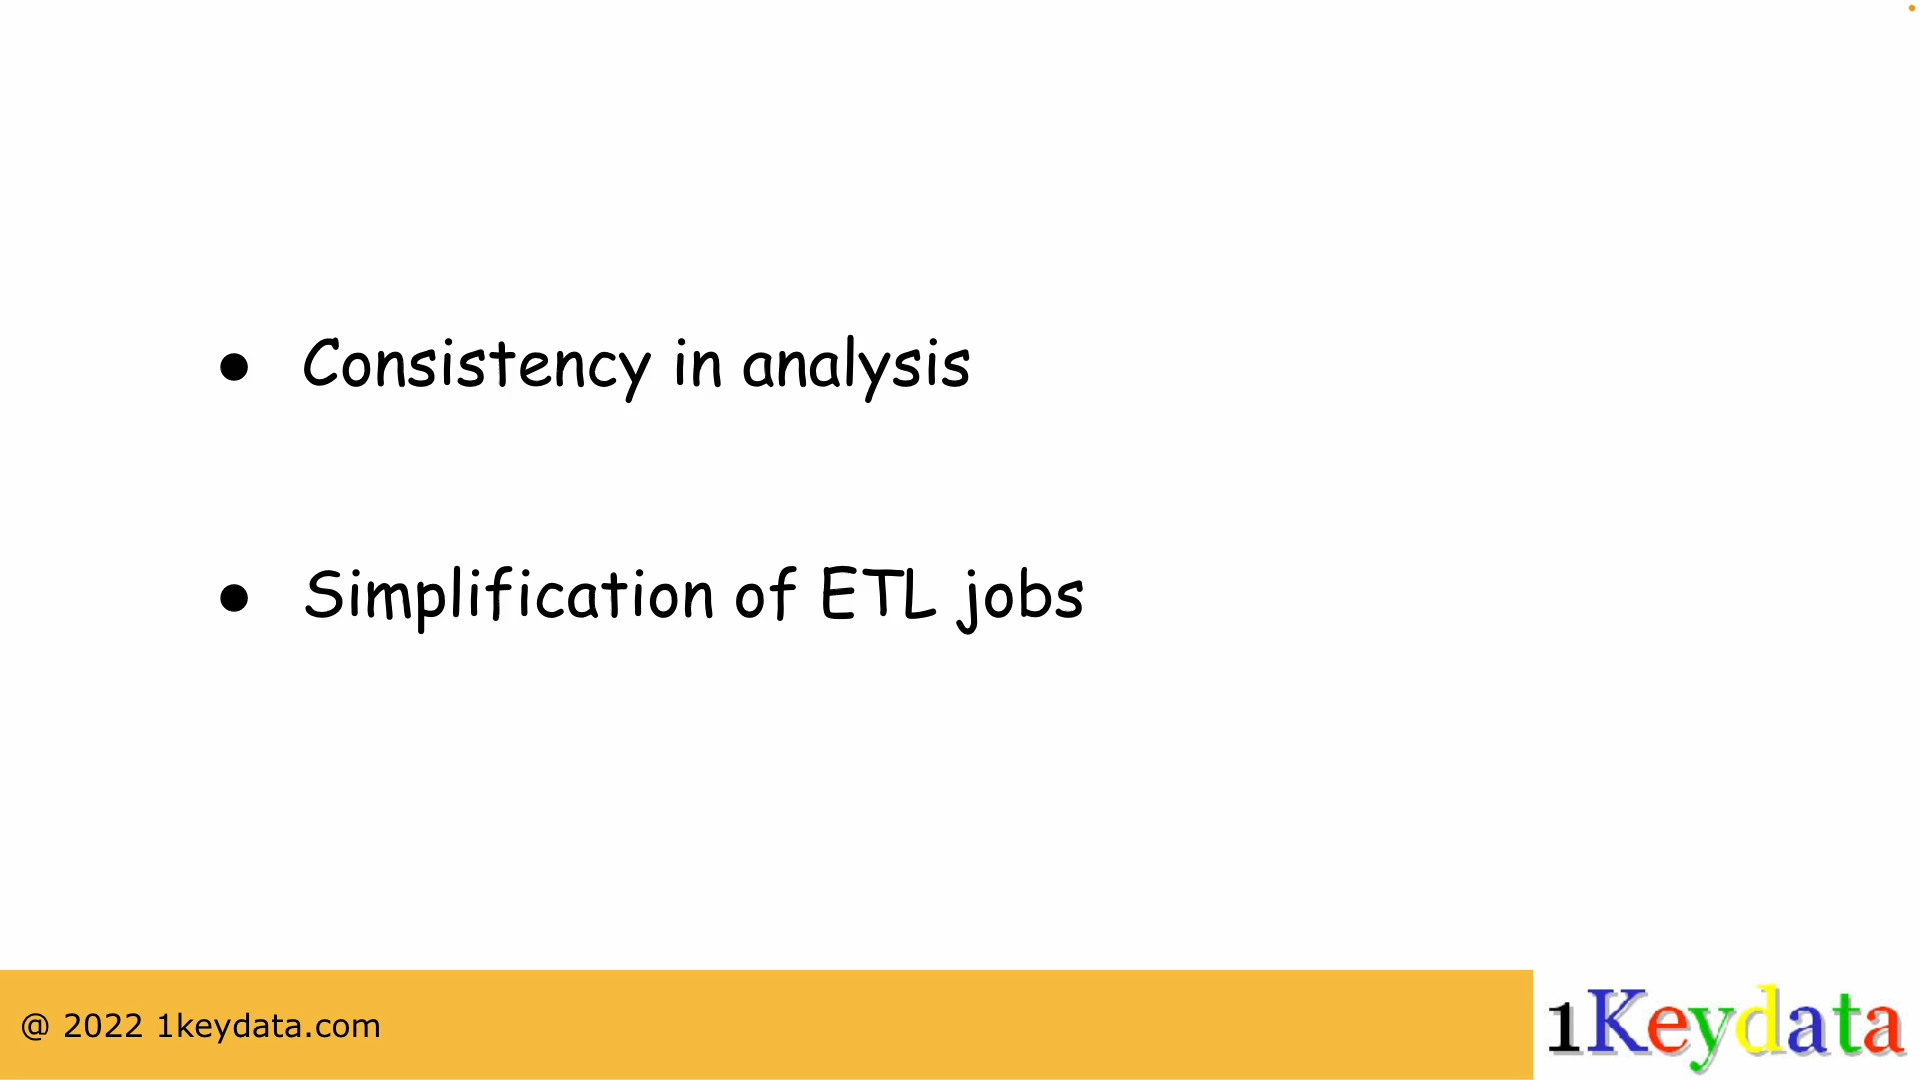 ● Consistency in analysis
● Simplification of ETL jobs
@ 2022 1keydata.com
1Keydata